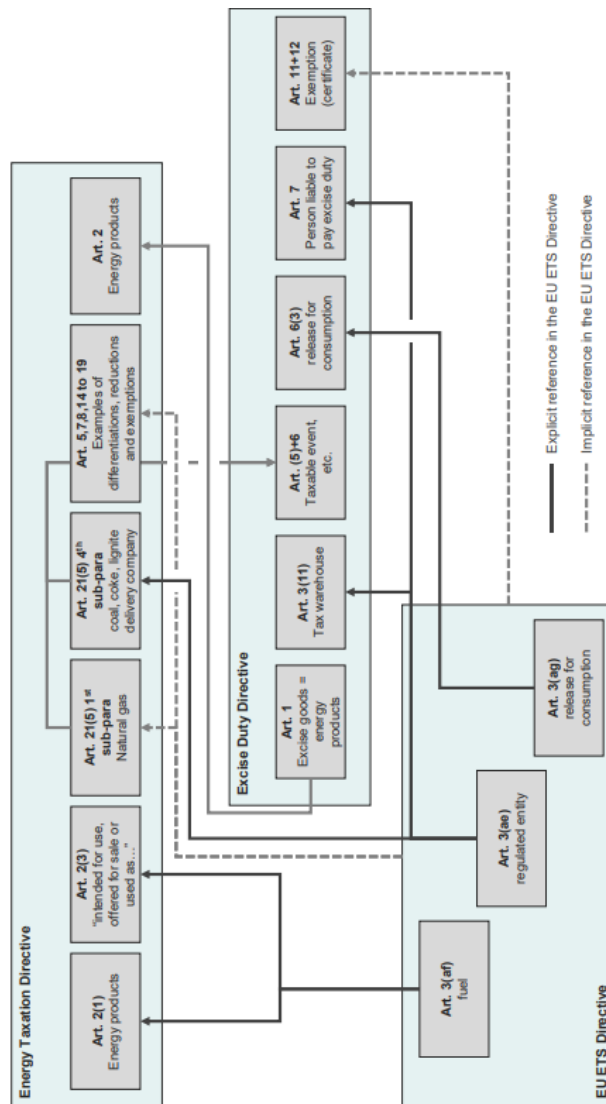 Energy Taxation Directive
Art. 2(1)
Energy products
Art. 2(3)
“intended for use,
offered for sale or
used as…”
Art. 21(5) 1st
sub-para
Natural gas
Art. 21(5) 4th
sub-para
coal, coke, lignite
delivery company
Art. 5,7,8,14 to 19
Examples of
differentiations, reductions
and exemptions
Art. 2
Energy products
Excise Duty Directive
Art. 1
Excise goods =
energy
products
Art. 3(11)
Tax warehouse
Art. (5)+6
Taxable event,
etc.
Art. 6(3)
release for
consumption
Art. 7
Person liable to
pay excise duty
Art. 11+12
Exemption
(certificate)
EU ETS Directive
Art. 3(af)
fuel
Art. 3(ae)
regulated entity
Art. 3(ag)
release for
consumption
Explicit reference in the EU ETS Directive
Implicit reference in the EU ETS Directive